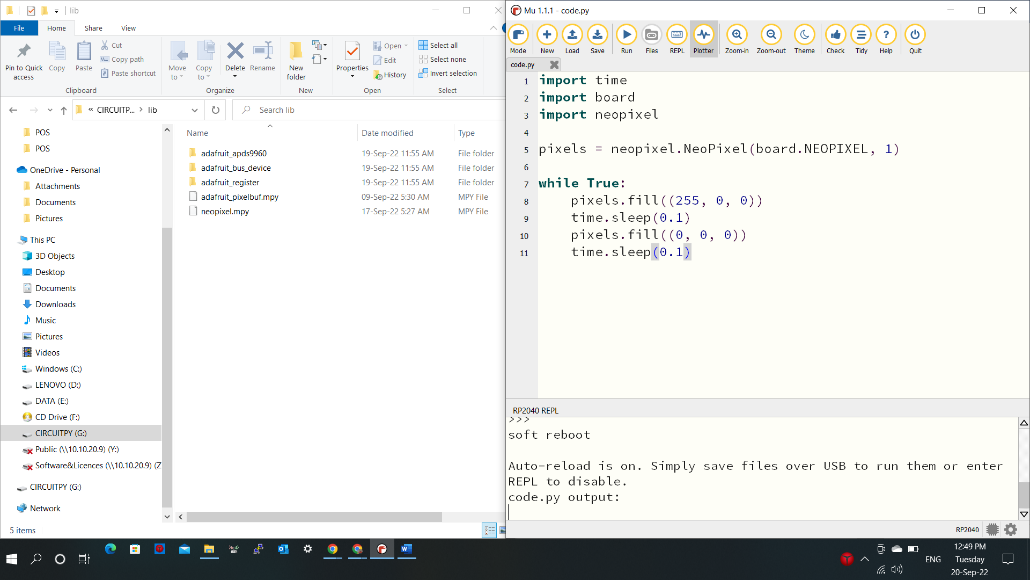 lib
File
Home
Share
View
Pin to Quick access
Copy
Paste
Cut
Copy path
Paste shortcut
Clipboard
Move to
Copy to
Delete
Rename
Organize
New folder
New
Properties
Open
Edit
History
Open
Select all
Select none
Invert selection
Select
« CIRCUITP... > lib
Search lib
POS
POS
OneDrive - Personal
Attachments
Documents
Pictures
This PC
3D Objects
Desktop
Documents
Downloads
Music
Pictures
Videos
Windows (C:)
LENOVO (D:)
DATA (E:)
CD Drive (F:)
CIRCUITPY (G:)
Public (\\10.10.20.9) (Y:)
Software&Licences (\\10.10.20.9) (Z
CIRCUITPY (G:)
Network
Name Date modified Type
adafruit_apds9960 19-Sep-22 11:55 AM File folder
adafruit_bus_device 19-Sep-22 11:55 AM File folder
adafruit_register 19-Sep-22 11:55 AM File folder
adafruit_pixelbuf.mpy 09-Sep-22 5:30 AM MPY File
neopixel.mpy 17-Sep-22 5:27 AM MPY File
5 items
Mu 1.1.1 - code.py
Mode New Load Save Run Files REPL Plotter Zoom-in Zoom-out Theme Check Tidy Help Quit
code.py
1 import time
2 import board
3 import neopixel
4
5 pixels = neopixel.NeoPixel(board.NEOPIXEL, 1)
6
7 while True:
8 pixels.fill((255, 0, 0))
9 time.sleep(0.1)
10 pixels.fill((0, 0, 0))
11 time.sleep(0.1)
RP2040 REPL
>>>
soft reboot
Auto-reload is on. Simply save files over USB to run them or enter
REPL to disable.
code.py output:
RP2040
ENG
12:49 PM
Tuesday
20-Sep-22